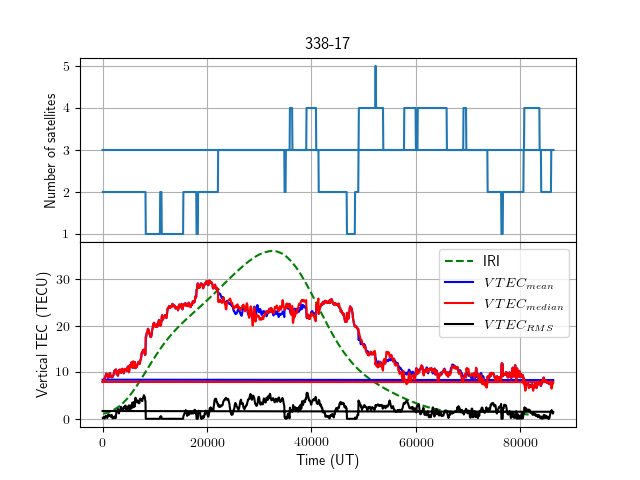 338-17
5
4
3
2
1
Number of satellites
30
20
10
0
Vertical TEC (TECU)
IRI
VTEC_mean
VTEC_median
VTEC_RMS
0 20000 40000 60000 80000
Time (UT)